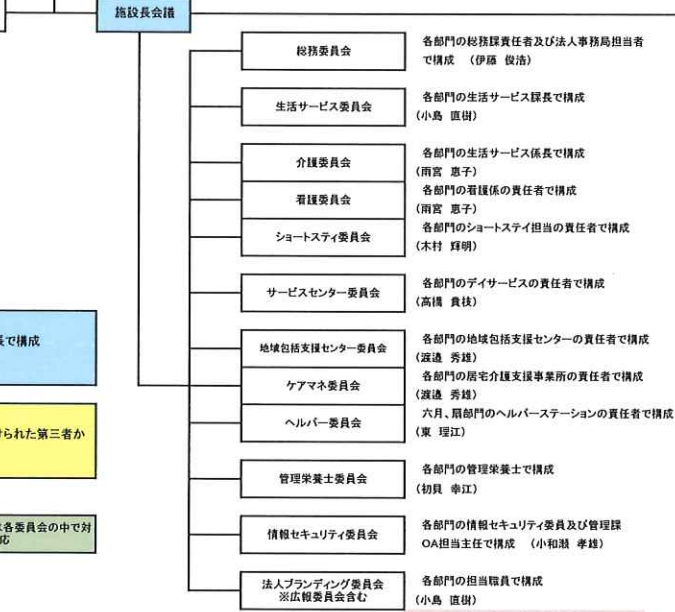 施設長会議
総務委員会
各部門の総務課責任者及び法人事務局担当者
で構成 (伊藤 俊浩)
生活サービス委員会
各部門の生活サービス課長で構成
(小島 直樹)
介護委員会
各部門の生活サービス係長で構成
(雨宮 恵子)
看護委員会
各部門の看護係の責任者で構成
(雨宮 恵子)
ショートスティ委員会
各部門のショートステイ担当の責任者で構成
(木村 輝明)
サービスセンター委員会
各部門のデイサービスの責任者で構成
(高橋 貴枝)
地域包括支援センター委員会
各部門の地域包括支援センターの責任者で構成
(渡邉 秀雄)
ケアマネ委員会
各部門の居宅介護支援事業所の責任者で構成
(渡邉 秀雄)
ヘルパー委員会
六月、扇部門のヘルパーステーションの責任者で構成
(東 理江)
管理栄養士委員会
各部門の管理栄養士で構成
(初貝 幸江)
情報セキュリティ委員会
各部門の情報セキュリティ委員及び管理課
OA担当主任で構成 (小和瀬 孝雄)
法人ブランディング委員会
※広報委員会含む
各部門の担当職員で構成
(小島 直樹)
長で構成
けられた第三者か
各委員会の中で対
応